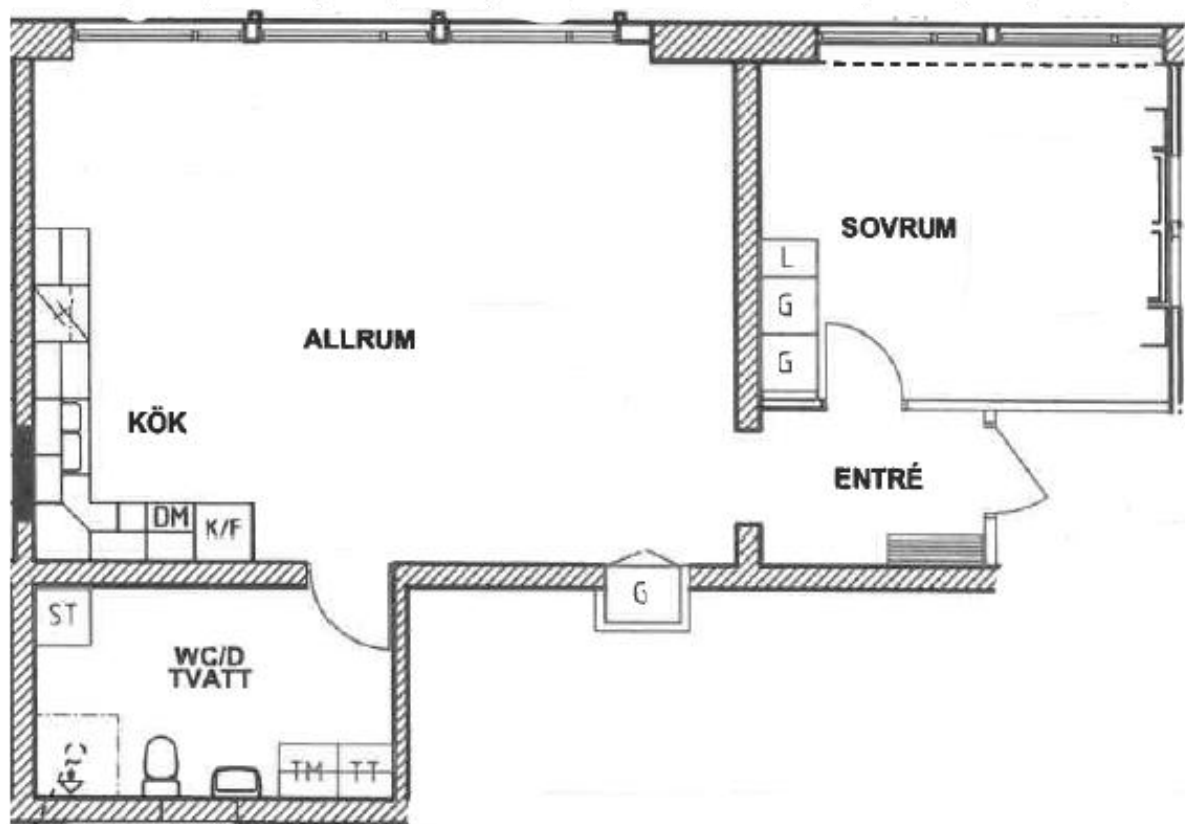 SOVRUM
L
G
G
ALLRUM
KÖK
ENTRÉ
DM
K/F
G
ST
WC/D
TVATT
TM
TT